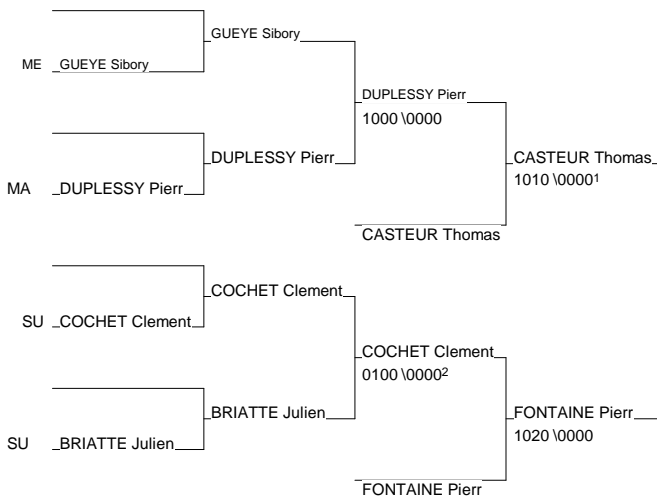 GUEYE Sibory
ME GUEYE Sibory
DUPLESSY Pierr
1000 \0000
DUPLESSY Pierr
CASTEUR Thomas
1010 \0000¹
MA DUPLESSY Pierr
CASTEUR Thomas
COCHET Clement
SU COCHET Clement
COCHET Clement
0100 \0000²
BRIATTE Julien
FONTAINE Pierr
1020 \0000
SU BRIATTE Julien
FONTAINE Pierr